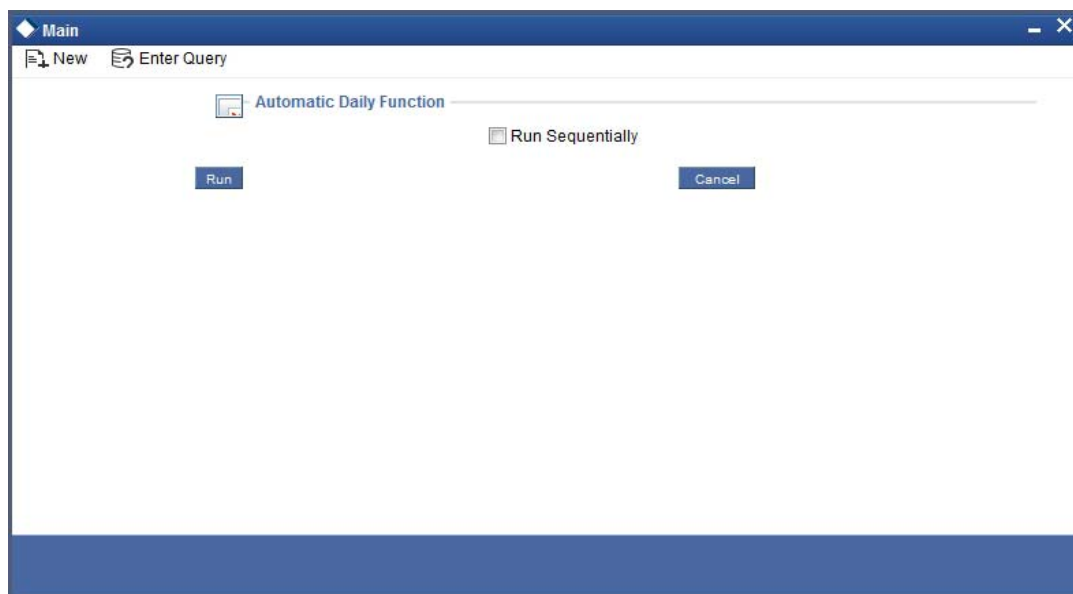 Main
New Enter Query
Automatic Daily Function
Run Sequentially
Run Cancel